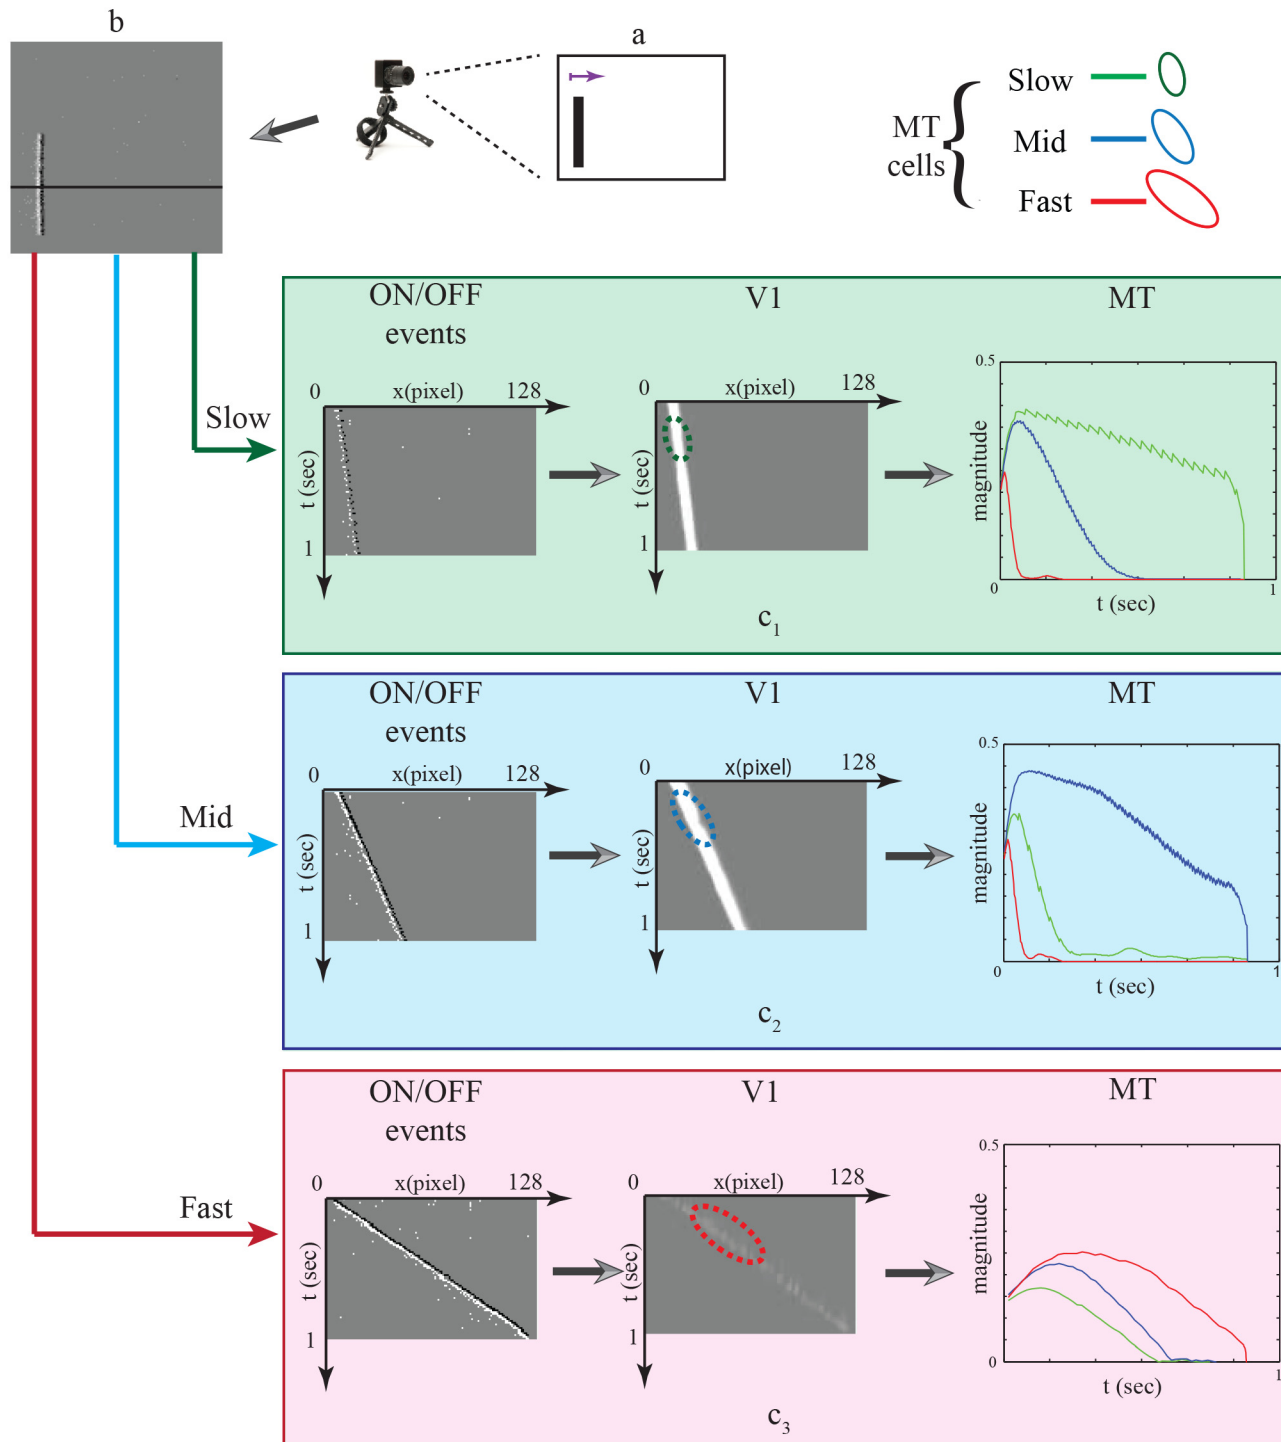 b
a
MT
cells
Slow
Mid
Fast
ON/OFF
events
V1
MT
0
x(pixel)
128
t (sec)
1
0
x(pixel)
128
t (sec)
1
0.5
magnitude
0
t (sec)
1
Slow
c1
ON/OFF
events
V1
MT
0
x(pixel)
128
t (sec)
1
0
x(pixel)
128
t (sec)
1
0.5
magnitude
0
t (sec)
1
Mid
c2
ON/OFF
events
V1
MT
0
x(pixel)
128
t (sec)
1
0
x(pixel)
128
t (sec)
1
0.5
magnitude
0
t (sec)
1
Fast
c3